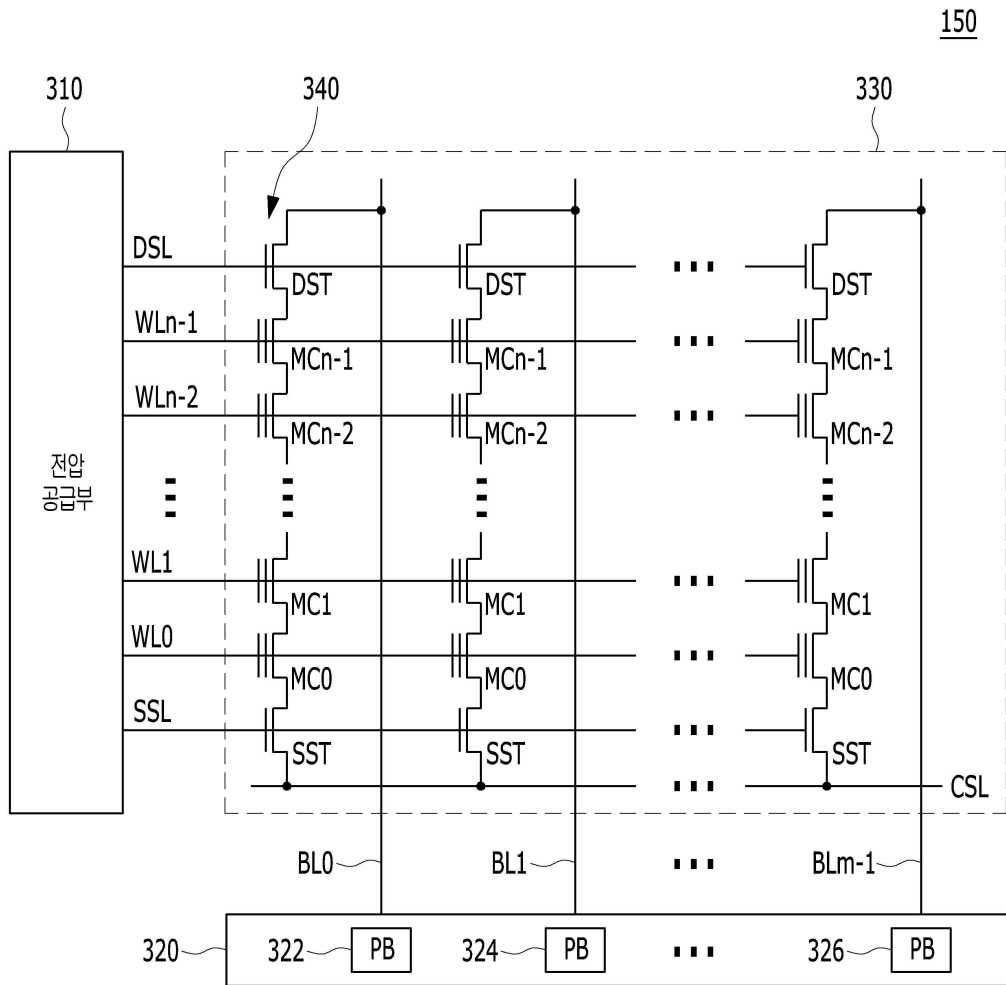 150
310
340
330
DSL
DST DST DST
WLn-1
MCn-1 MCn-1 MCn-1
WLn-2
MCn-2 MCn-2 MCn-2
전압
공급부
WL1
MC1 MC1 MC1
WL0
MC0 MC0 MC0
SSL
SST SST SST
CSL
BL0 BL1 BLm-1
320 322 PB 324 PB 326 PB